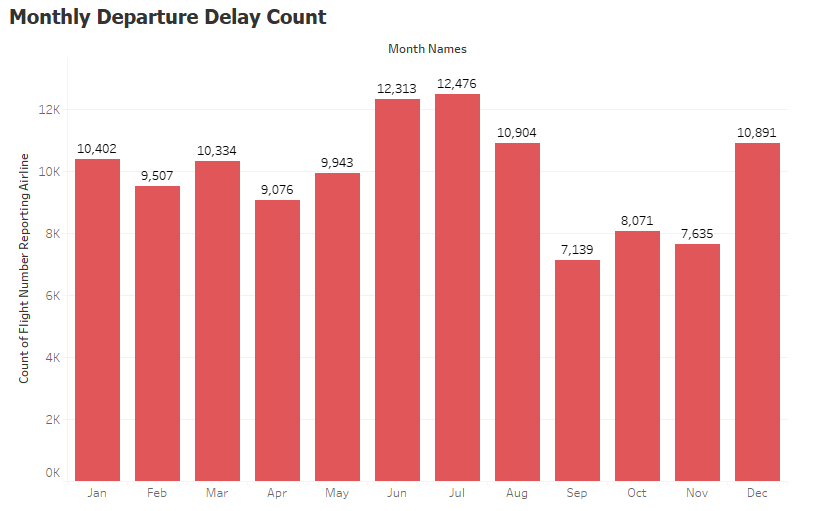 Monthly Departure Delay Count
Month Names
Count of Flight Number Reporting Airline
12K
10K
8K
6K
4K
2K
0K
10,402
9,507
10,334
9,076
9,943
12,313
12,476
10,904
7,139
8,071
7,635
10,891
Jan Feb Mar Apr May Jun Jul Aug Sep Oct Nov Dec